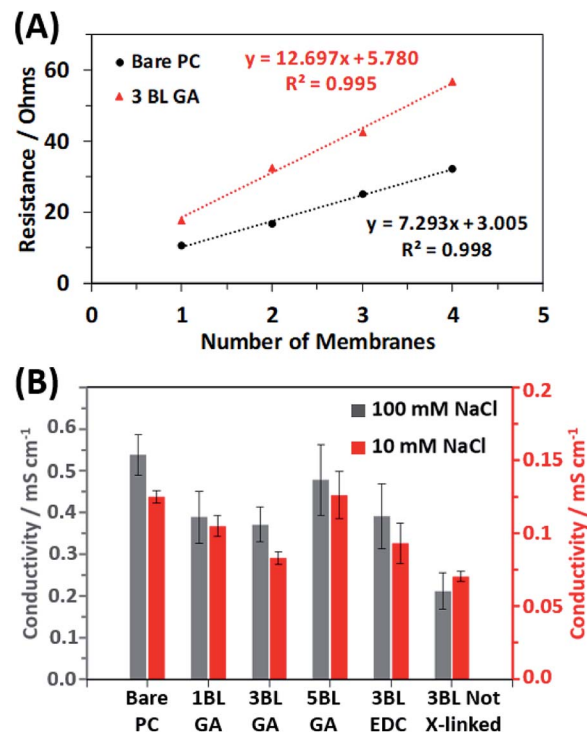 (A)
Bare PC
3 BL GA
y = 12.697x + 5.780
R² = 0.995
y = 7.293x + 3.005
R² = 0.998
Resistance / Ohms
60
40
20
0
0 1 2 3 4 5
Number of Membranes
(B)
100 mM NaCl
10 mM NaCl
Conductivity / mS cm⁻¹
0.6
0.5
0.4
0.3
0.2
0.1
0.0
0.2
0.15
0.1
0.05
0.0
Conductivity / mS cm⁻¹
Bare 1BL 3BL 5BL 3BL 3BL Not
PC GA GA GA EDC X-linked